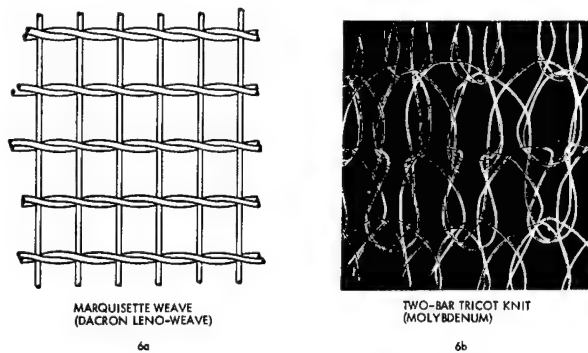 MARQUISETTE WEAVE
(DACRON LENO-WEAVE)
6a
TWO-BAR TRICOT KNIT
(MOLYBDENUM)
6b